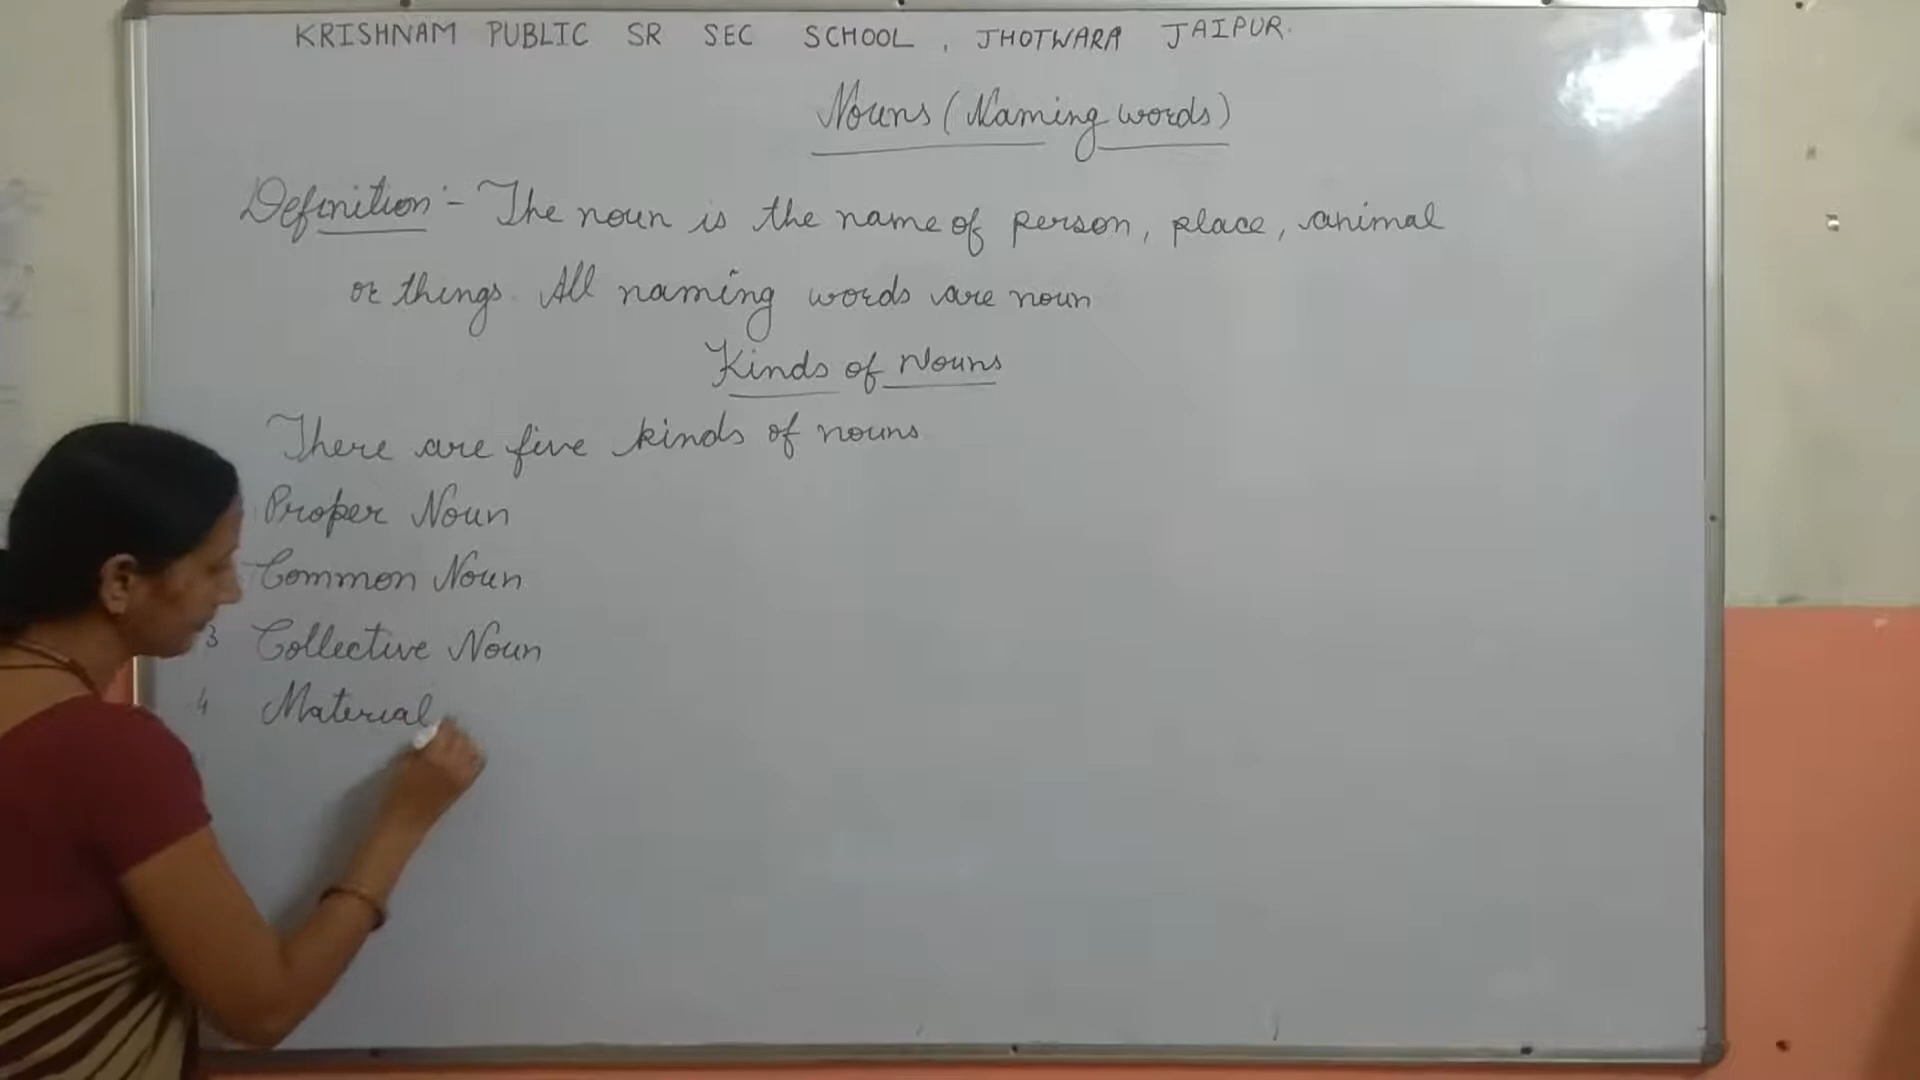 KRISHNAM PUBLIC SR SEC SCHOOL , JHOTWARA JAIPUR.
Nouns (Naming words)
Definition :- The noun is the name of person, place, animal
or things. All naming words are noun
Kinds of Nouns
There are five kinds of nouns
Proper Noun
Common Noun
3 Collective Noun
4 Material